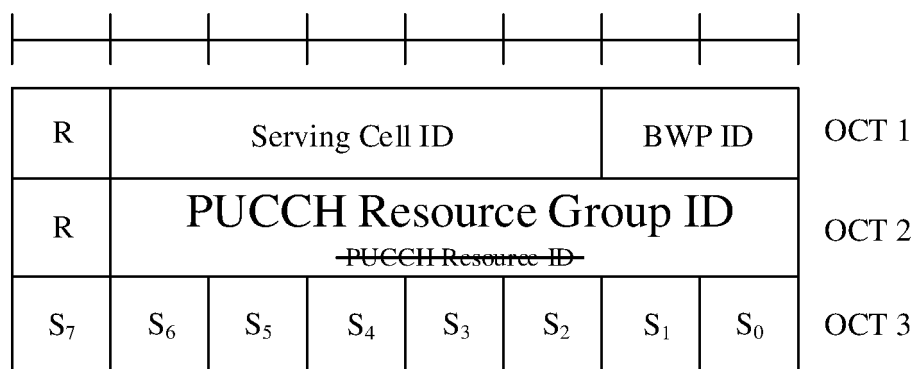 R Serving Cell ID BWP ID OCT 1
PUCCH Resource Group ID
R OCT 2
PUCCH Resource ID
S₇ S₆ S₅ S₄ S₃ S₂ S₁ S₀ OCT 3